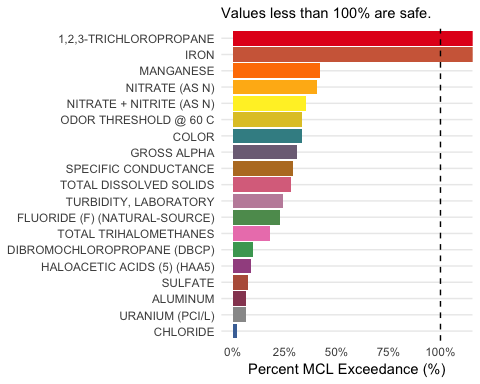 Values less than 100% are safe.
1,2,3-TRICHLOROPROPANE
IRON
MANGANESE
NITRATE (AS N)
NITRATE + NITRITE (AS N)
ODOR THRESHOLD @ 60 C
COLOR
GROSS ALPHA
SPECIFIC CONDUCTANCE
TOTAL DISSOLVED SOLIDS
TURBIDITY, LABORATORY
FLUORIDE (F) (NATURAL-SOURCE)
TOTAL TRIHALOMETHANES
DIBROMOCHLOROPROPANE (DBCP)
HALOACETIC ACIDS (5) (HAA5)
SULFATE
ALUMINUM
URANIUM (PCI/L)
CHLORIDE
0% 25% 50% 75% 100%
Percent MCL Exceedance (%)